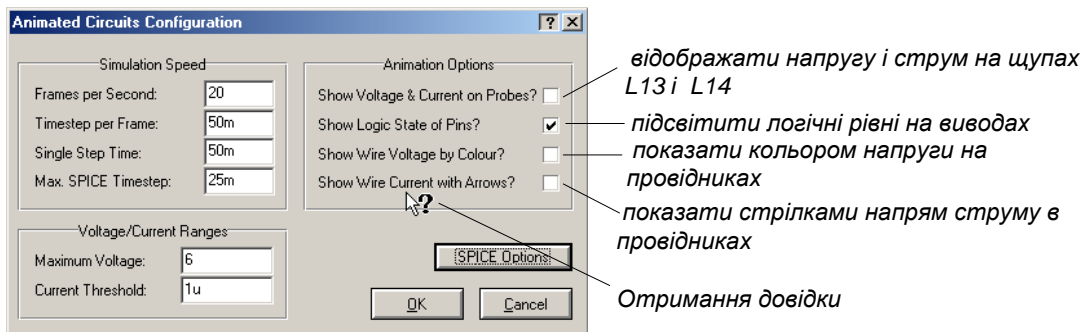 Animated Circuits Configuration
Simulation Speed
Frames per Second: 20
Timestep per Frame: 50m
Single Step Time: 50m
Max. SPICE Timestep: 25m
Voltage/Current Ranges
Maximum Voltage: 6
Current Threshold: 1u
Animation Options
Show Voltage & Current on Probes?
Show Logic State of Pins?
Show Wire Voltage by Colour?
Show Wire Current with Arrows?
SPICE Options
OK
Cancel
відображати напругу і струм на щупах
L13 і L14
підсвітити логічні рівні на виводах
показати кольором напруги на
провідниках
показати стрілками напрям струму в
провідниках
Отримання довідки